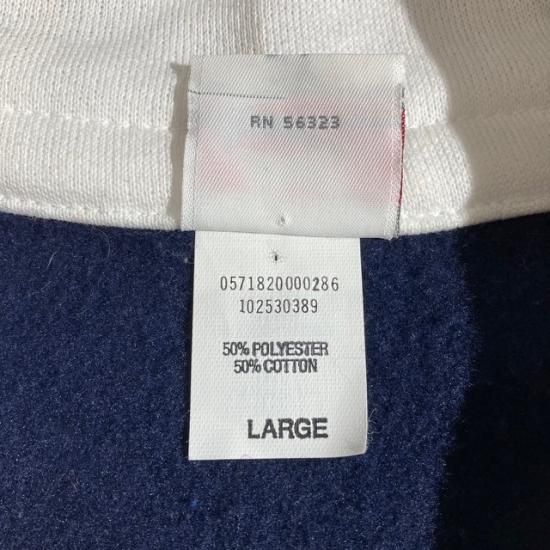 RN 56323
0571820000286
102530389
50% POLYESTER
50% COTTON
LARGE